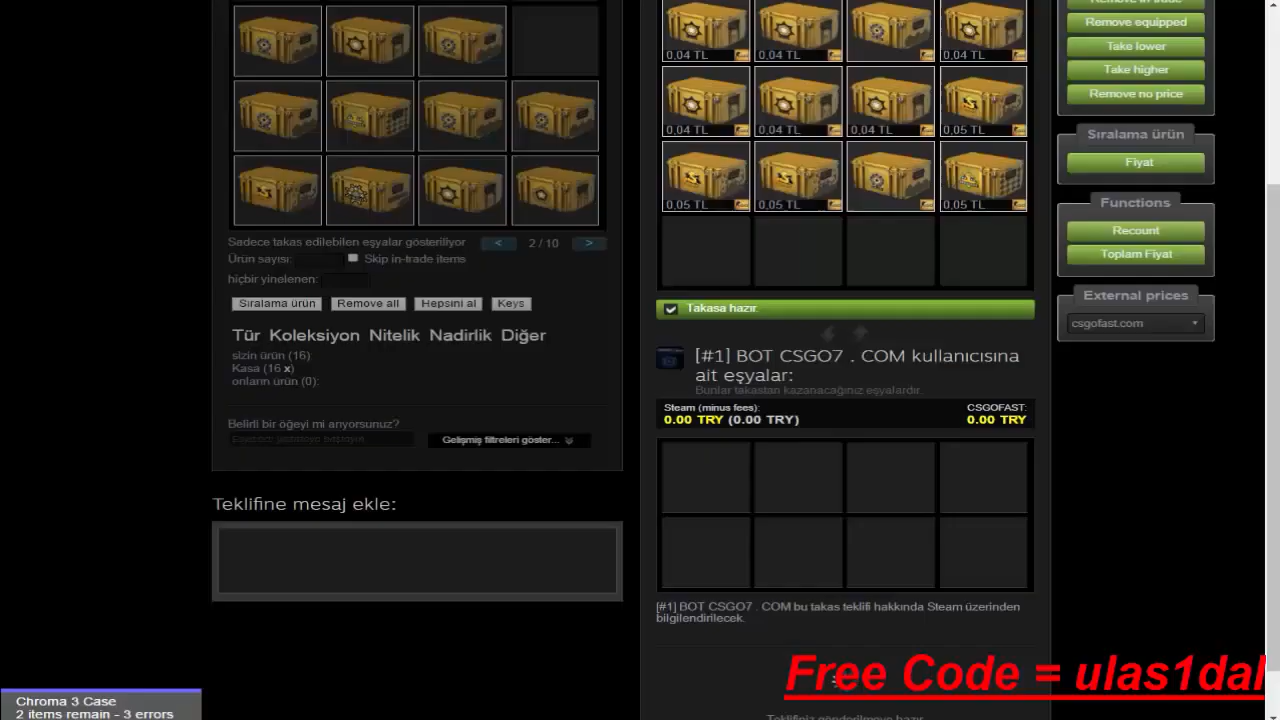 Sadece takas edilebilen eşyalar gösteriliyor
<
2 / 10
>
Ürün sayısı:
Skip in-trade items
hiçbir yinelenen:
Sıralama ürün
Remove all
Hepsini al
Keys
Tür Koleksiyon Nitelik Nadirlik Diğer
sizin ürün (16)
Kasa (16 x)
onların ürün (0):
Belirli bir öğeyi mi arıyorsunuz?
Gelişmiş filtreleri göster...
Teklifine mesaj ekle:
Chroma 3 Case
2 items remain - 3 errors
0,04 TL
0,04 TL
0,04 TL
0,04 TL
0,04 TL
0,04 TL
0,04 TL
0,05 TL
0,05 TL
0,05 TL
0,05 TL
Takasa hazır.
[#1] BOT CSGO7 . COM kullanıcısına
ait eşyalar:
Bunlar takastan kazanacağınız eşyalardır.
Steam (minus fees):
CSGOFAST:
0.00 TRY (0.00 TRY)
0.00 TRY
[#1] BOT CSGO7 . COM bu takas teklifi hakkında Steam üzerinden
bilgilendirilecek.
Free Code = ulas1dal
Teklifiniz gönderilmeye hazır
Remove in-trade
Remove equipped
Take lower
Take higher
Remove no price
Sıralama ürün
Fiyat
Functions
Recount
Toplam Fiyat
External prices
csgofast.com